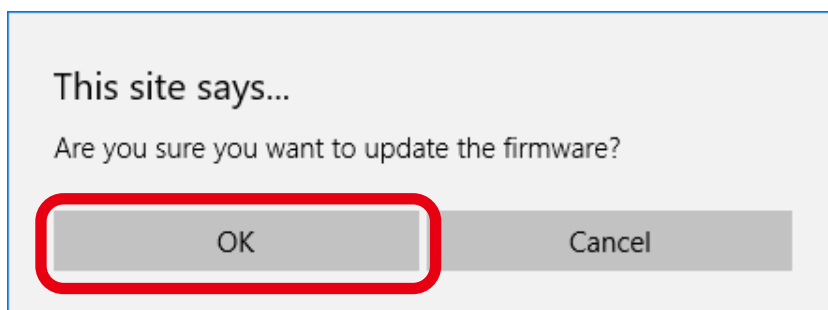 This site says...
Are you sure you want to update the firmware?
OK
Cancel